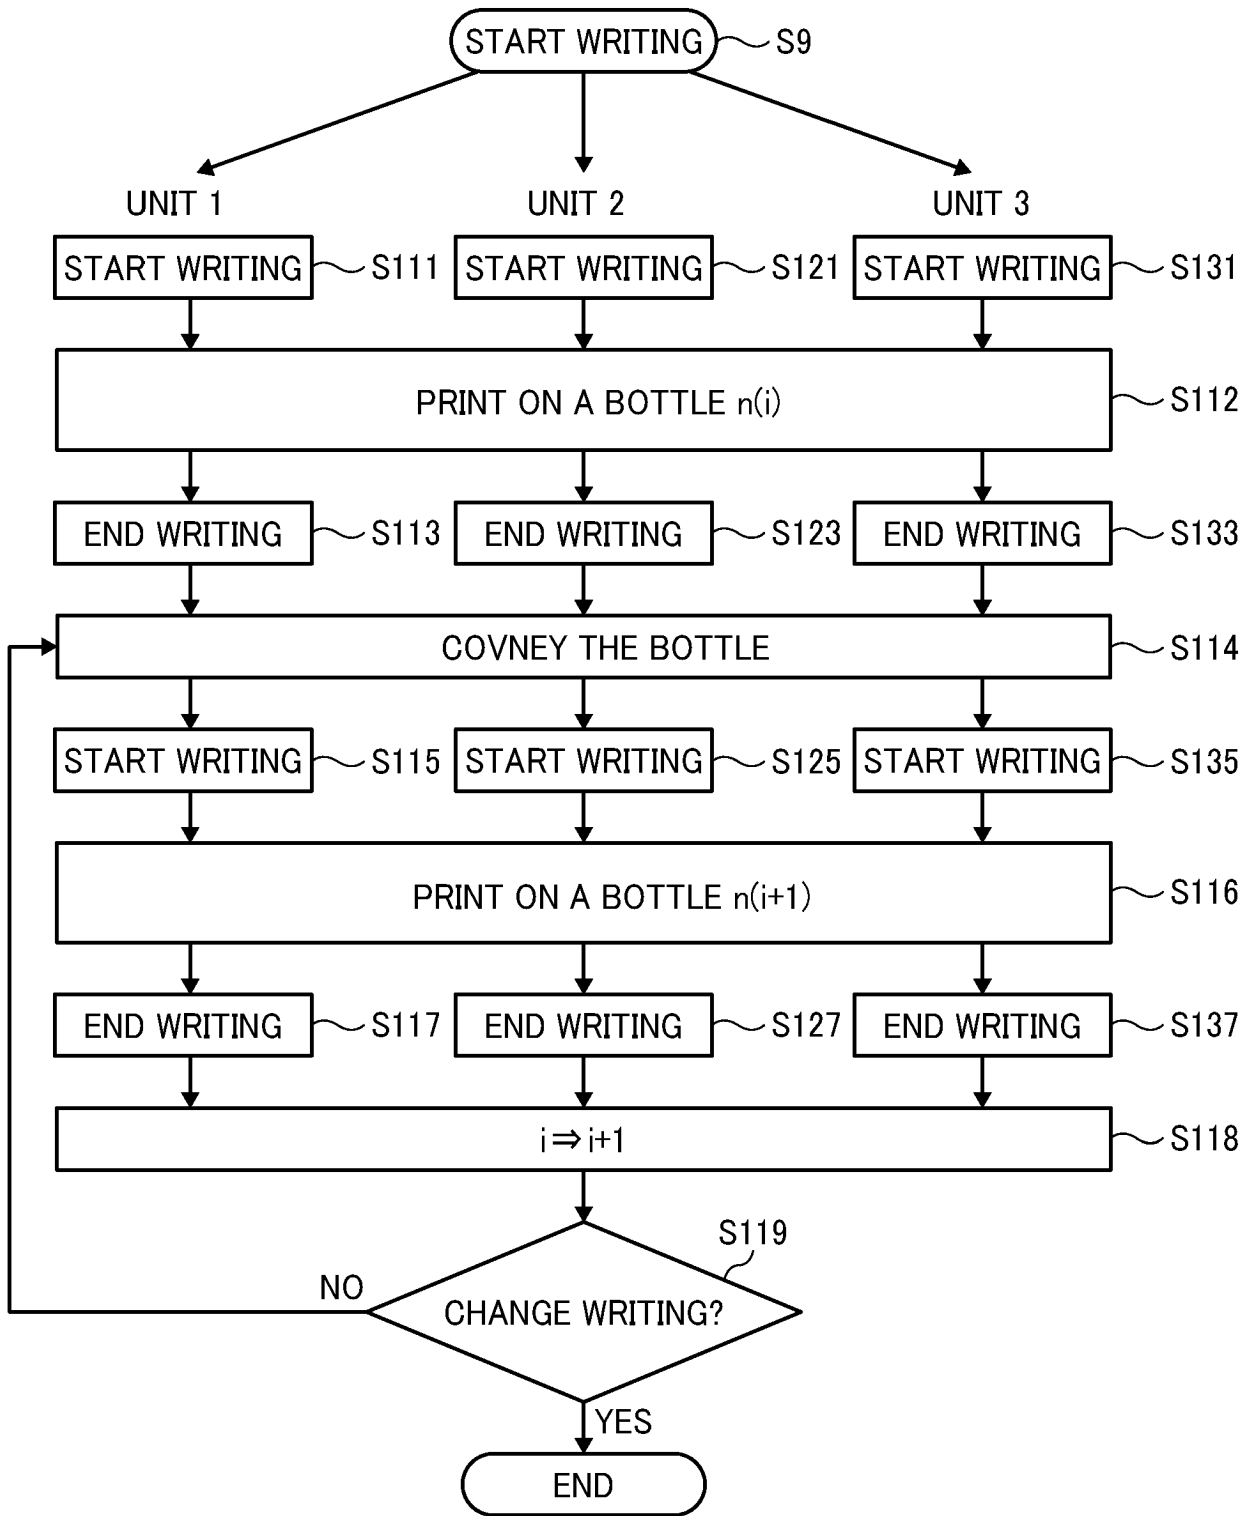 START WRITING S9
UNIT 1 UNIT 2 UNIT 3
START WRITING S111 START WRITING S121 START WRITING S131
PRINT ON A BOTTLE n(i) S112
END WRITING S113 END WRITING S123 END WRITING S133
COVNEY THE BOTTLE S114
START WRITING S115 START WRITING S125 START WRITING S135
PRINT ON A BOTTLE n(i+1) S116
END WRITING S117 END WRITING S127 END WRITING S137
i⇒i+1 S118
S119
NO
CHANGE WRITING?
YES
END